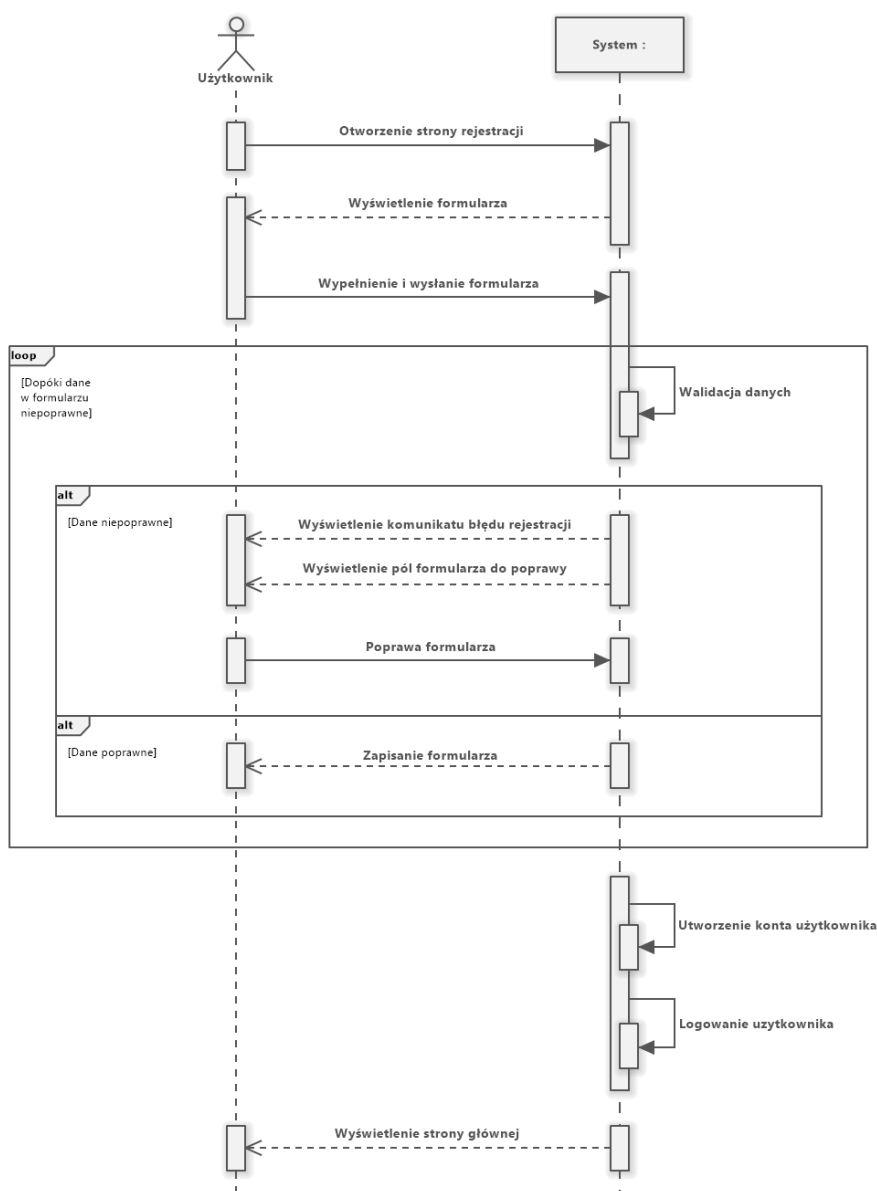 Użytkownik
System :
Otworzenie strony rejestracji
Wyświetlenie formularza
Wypełnienie i wysłanie formularza
loop
[Dopóki dane
w formularzu
niepoprawne]
Walidacja danych
alt
[Dane niepoprawne]
Wyświetlenie komunikatu błędu rejestracji
Wyświetlenie pól formularza do poprawy
Poprawa formularza
alt
[Dane poprawne]
Zapisanie formularza
Utworzenie konta użytkownika
Logowanie uzytkownika
Wyświetlenie strony głównej